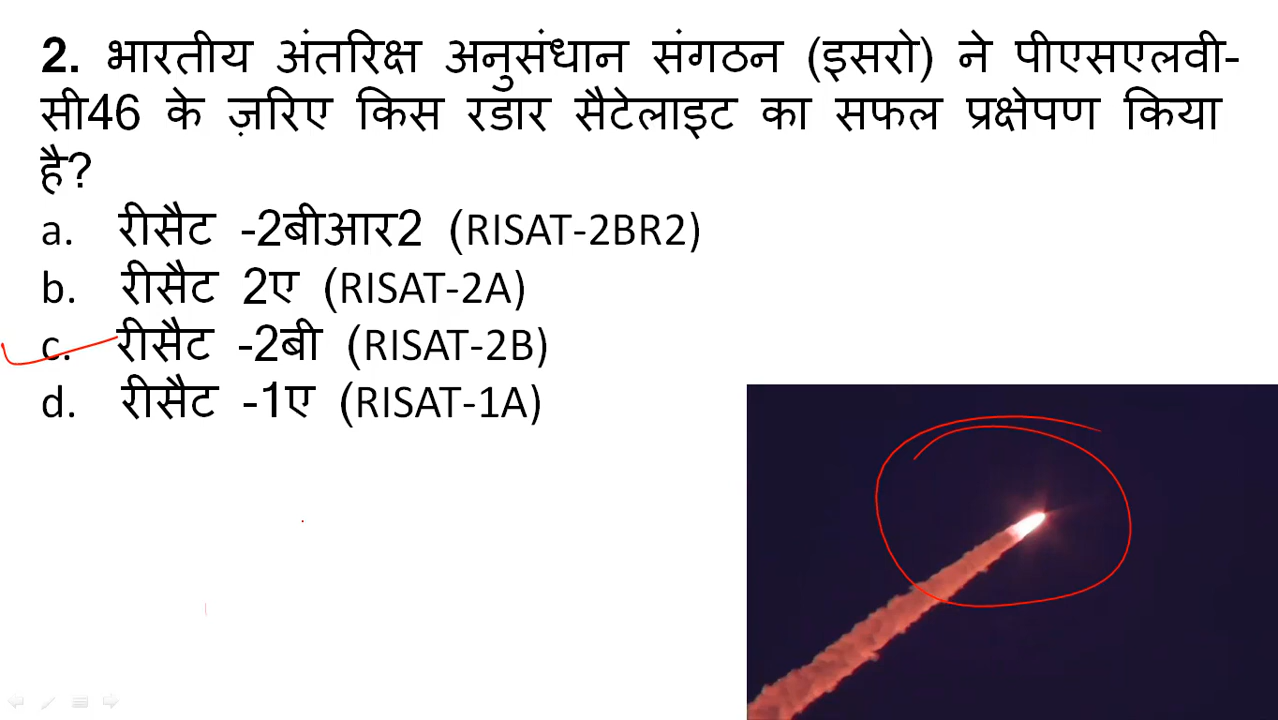 2. भारतीय अंतरिक्ष अनुसंधान संगठन (इसरो) ने पीएसएलवी-
सी46 के ज़रिए किस रडार सैटेलाइट का सफल प्रक्षेपण किया
है?
a. रीसैट -2बीआर2 (RISAT-2BR2)
b. रीसैट 2ए (RISAT-2A)
c. रीसैट -2बी (RISAT-2B)
d. रीसैट -1ए (RISAT-1A)